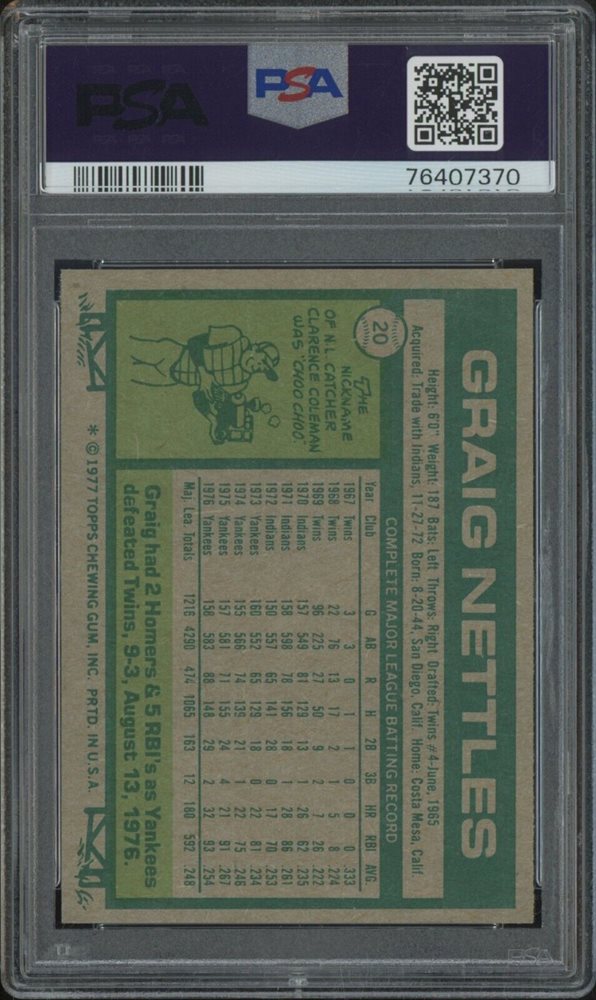 PSA
PSA
76407370
20
GRAIG NETTLES
Height: 6'0" Weight: 187 Bats: Left Throws: Right Drafted: Twins #4-June, 1965
Acquired: Trade with Indians, 11-27-72 Born: 8-20-44, San Diego, Calif. Home: Costa Mesa, Calif.
THE
NICKNAME
OF N.L. CATCHER
CLARENCE COLEMAN
WAS "CHOO CHOO."
COMPLETE MAJOR LEAGUE BATTING RECORD
Year Club G AB R H 2B 3B HR RBI AVG.
1967 Twins 3 3 0 1 1 0 0 0 .333
1968 Twins 22 76 13 17 2 1 5 8 .224
1969 Twins 96 225 27 50 9 2 7 26 .222
1970 Indians 157 549 81 129 13 1 26 62 .235
1971 Indians 158 598 78 156 18 1 28 86 .261
1972 Indians 150 557 65 141 28 0 17 70 .253
1973 Yankees 160 552 65 129 18 0 22 81 .234
1974 Yankees 155 566 74 139 21 1 22 75 .246
1975 Yankees 157 581 71 155 24 4 21 91 .267
1976 Yankees 158 583 88 148 29 2 32 93 .254
Maj. Lea. Totals 1216 4290 474 1065 163 12 180 592 .248
Graig had 2 Homers & 5 RBI's as Yankees
defeated Twins, 9-3, August 13, 1976.
* © 1977 TOPPS CHEWING GUM, INC. PRTD. IN U.S.A.